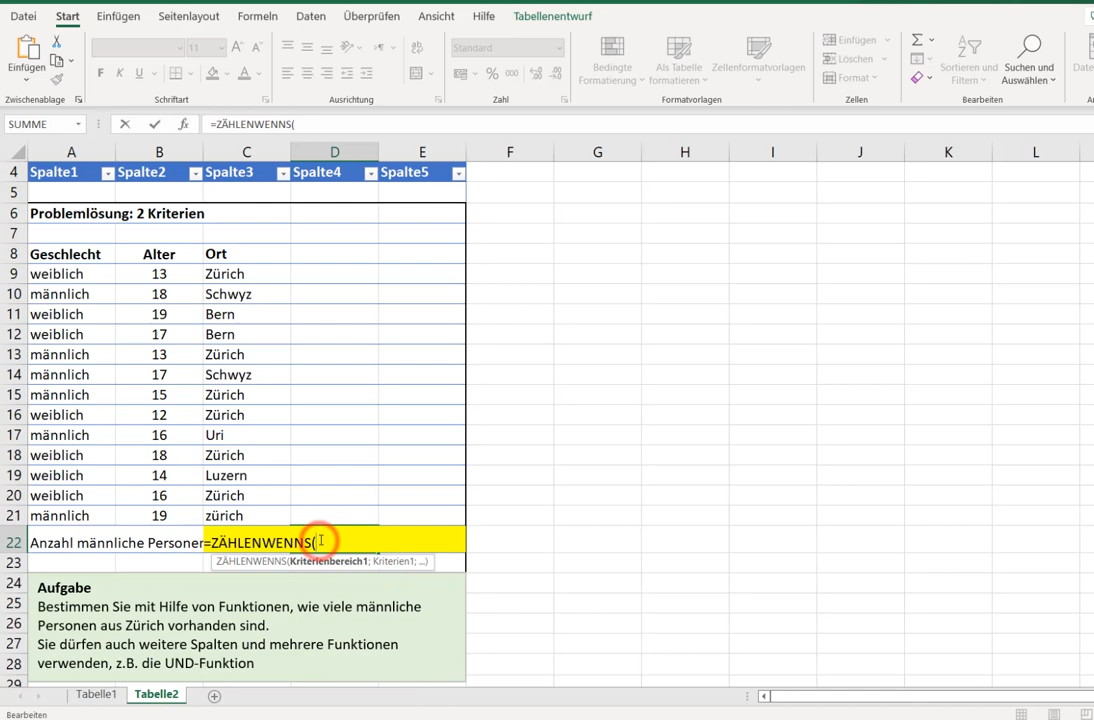 Datei Start Einfügen Seitenlayout Formeln Daten Überprüfen Ansicht Hilfe Tabellenentwurf
Einfügen
11
F K U
Standard
% 000
Bedingte Formatierung
Als Tabelle formatieren
Zellenformatvorlagen
Einfügen
Löschen
Format
Sortieren und Filtern
Suchen und Auswählen
Zwischenablage Schriftart Ausrichtung Zahl Formatvorlagen Zellen Bearbeiten
SUMME fx =ZÄHLENWENNS(
A B C D E F G H I J K L
4 Spalte1 Spalte2 Spalte3 Spalte4 Spalte5
5
6 Problemlösung: 2 Kriterien
7
8 Geschlecht Alter Ort
9 weiblich 13 Zürich
10 männlich 18 Schwyz
11 weiblich 19 Bern
12 weiblich 17 Bern
13 männlich 13 Zürich
14 männlich 17 Schwyz
15 männlich 15 Zürich
16 weiblich 12 Zürich
17 männlich 16 Uri
18 weiblich 18 Zürich
19 weiblich 14 Luzern
20 weiblich 16 Zürich
21 männlich 19 zürich
22 Anzahl männliche Personer=ZÄHLENWENNS(
23 ZÄHLENWENNS(Kriterienbereich1; Kriterien1; ...)
24 Aufgabe
25 Bestimmen Sie mit Hilfe von Funktionen, wie viele männliche
26 Personen aus Zürich vorhanden sind.
27 Sie dürfen auch weitere Spalten und mehrere Funktionen
28 verwenden, z.B. die UND-Funktion
29
Tabelle1 Tabelle2
Bearbeiten